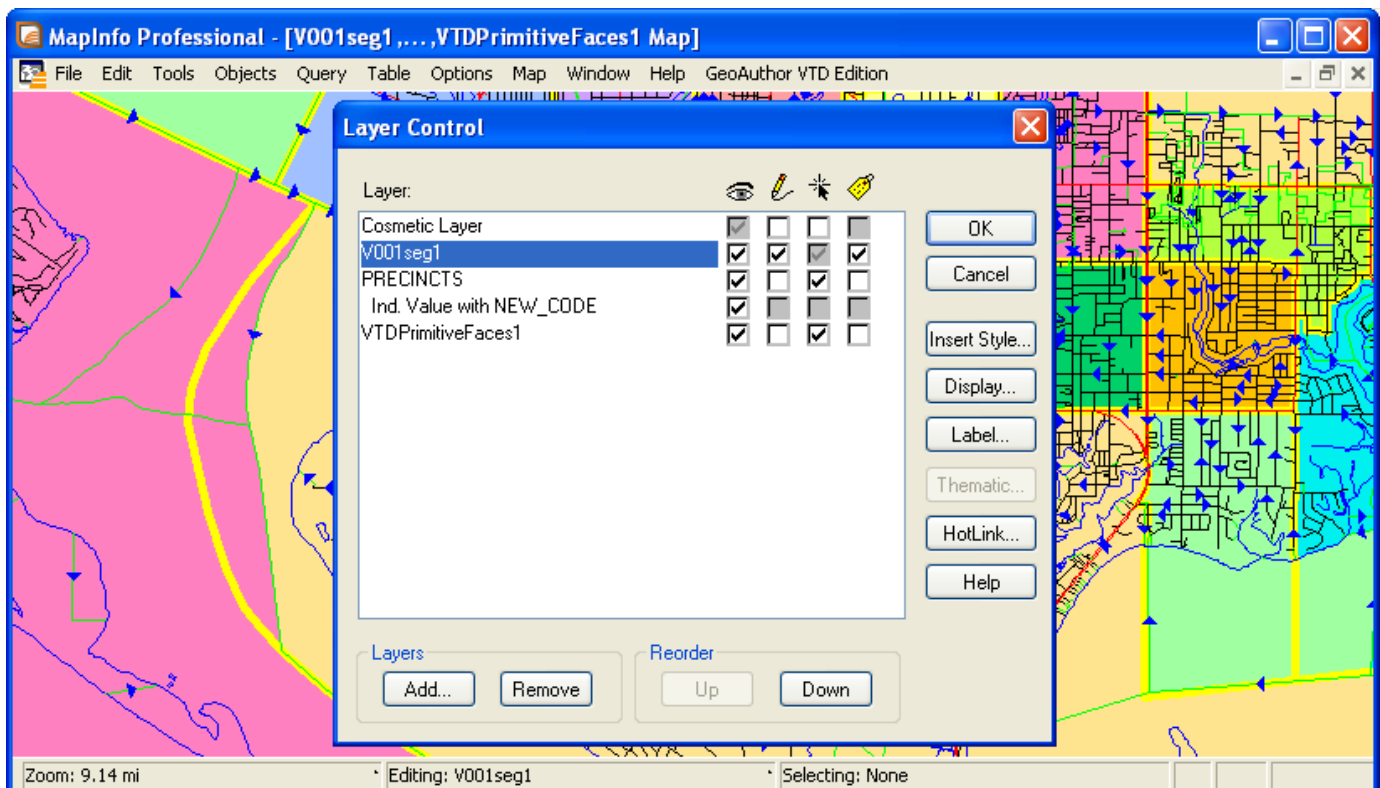 MapInfo Professional - [V001seg1,...,VTDPrimitiveFaces1 Map]
File Edit Tools Objects Query Table Options Map Window Help GeoAuthor VTD Edition
Layer Control
Layer:
Cosmetic Layer
V001seg1
PRECINCTS
Ind. Value with NEW_CODE
VTDPrimitiveFaces1
OK
Cancel
Insert Style...
Display...
Label...
Thematic...
HotLink...
Help
Layers
Add... Remove
Reorder
Up Down
Zoom: 9.14 mi Editing: V001seg1 Selecting: None